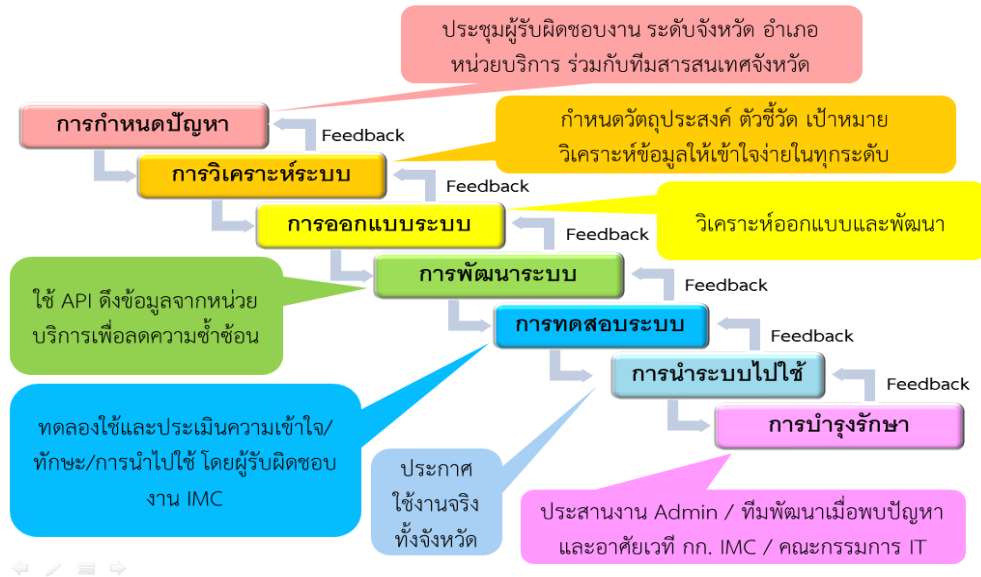 ประชุมผู้รับผิดชอบงาน ระดับจังหวัด อำเภอ
หน่วยบริการ ร่วมกับทีมสารสนเทศจังหวัด
การกำหนดปัญหา
Feedback
กำหนดวัตถุประสงค์ ตัวชี้วัด เป้าหมาย
วิเคราะห์ข้อมูลให้เข้าใจง่ายในทุกระดับ
การวิเคราะห์ระบบ
Feedback
การออกแบบระบบ
Feedback
วิเคราะห์ออกแบบและพัฒนา
การพัฒนาระบบ
Feedback
ใช้ API ดึงข้อมูลจากหน่วย
บริการเพื่อลดความซ้ำซ้อน
การทดสอบระบบ
Feedback
การนำระบบไปใช้
Feedback
การบำรุงรักษา
ทดลองใช้และประเมินความเข้าใจ/
ทักษะ/การนำไปใช้ โดยผู้รับผิดชอบ
งาน IMC
ประกาศ
ใช้งานจริง
ทั้งจังหวัด
ประสานงาน Admin / ทีมพัฒนาเมื่อพบปัญหา
และอาศัยเวที กก. IMC / คณะกรรมการ IT